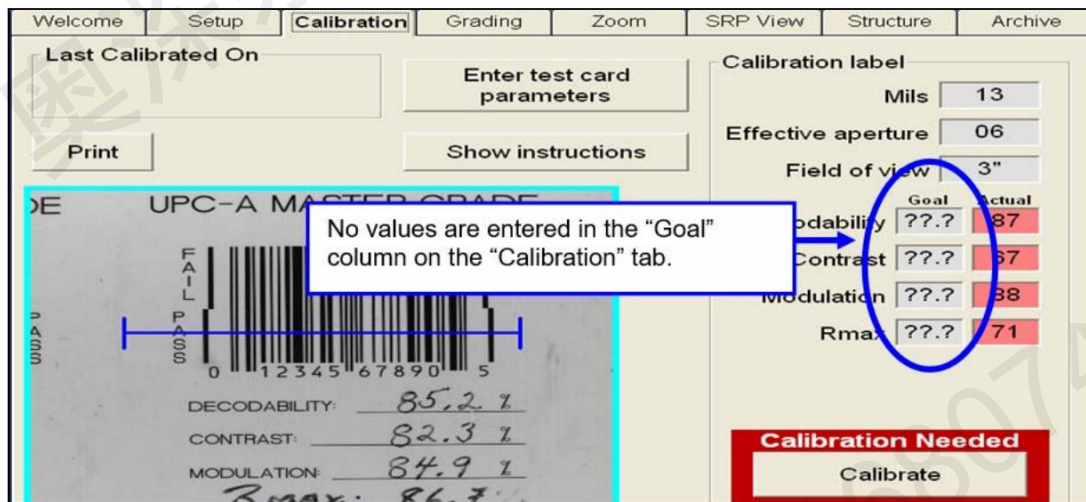 Welcome Setup Calibration Grading Zoom SRP View Structure Archive
Last Calibrated On
Enter test card
parameters
Print
Show instructions
Calibration label
Mils 13
Effective aperture 06
Field of view 3"
Goal Actual
??.? 87
??.? 67
Modulation ??.? 88
Rmax ??.? 71
Calibration Needed
Calibrate
No values are entered in the “Goal”
column on the “Calibration” tab.
UPC-A MASTER GRADE
FAIL
PASS
PASS
0 12345 67890 5
DECODABILITY: 85.2 %
CONTRAST: 82.3 %
MODULATION: 84.9 %
Rmax: 86.7